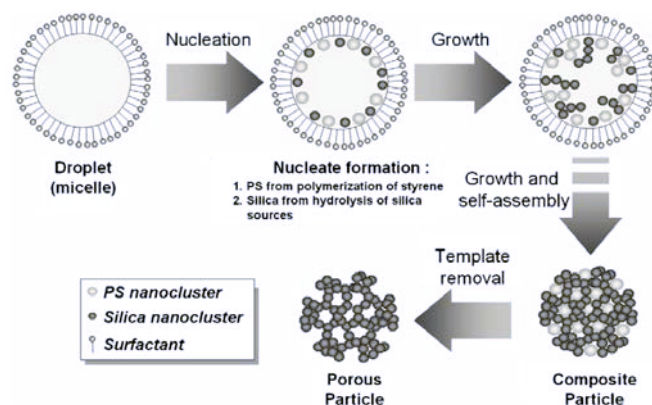 Nucleation
Growth
Droplet
(micelle)
Nucleate formation :
1. PS from polymerization of styrene
2. Silica from hydrolysis of silica
sources
Growth and
self-assembly
Template
removal
PS nanocluster
Silica nanocluster
Surfactant
Porous
Particle
Composite
Particle